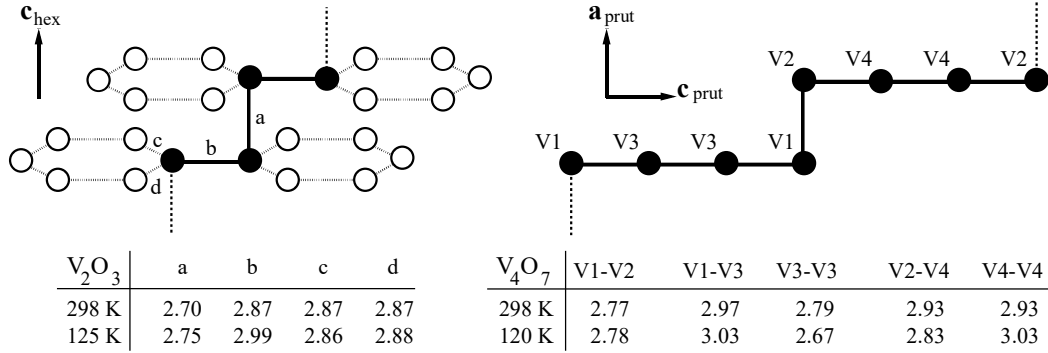 c hex
a prut
c prut
V2 V4 V4 V2
a
c b d
V1 V3 V3 V1
V2O3 a b c d
298 K 2.70 2.87 2.87 2.87
125 K 2.75 2.99 2.86 2.88
V4O7 V1-V2 V1-V3 V3-V3 V2-V4 V4-V4
298 K 2.77 2.97 2.79 2.93 2.93
120 K 2.78 3.03 2.67 2.83 3.03